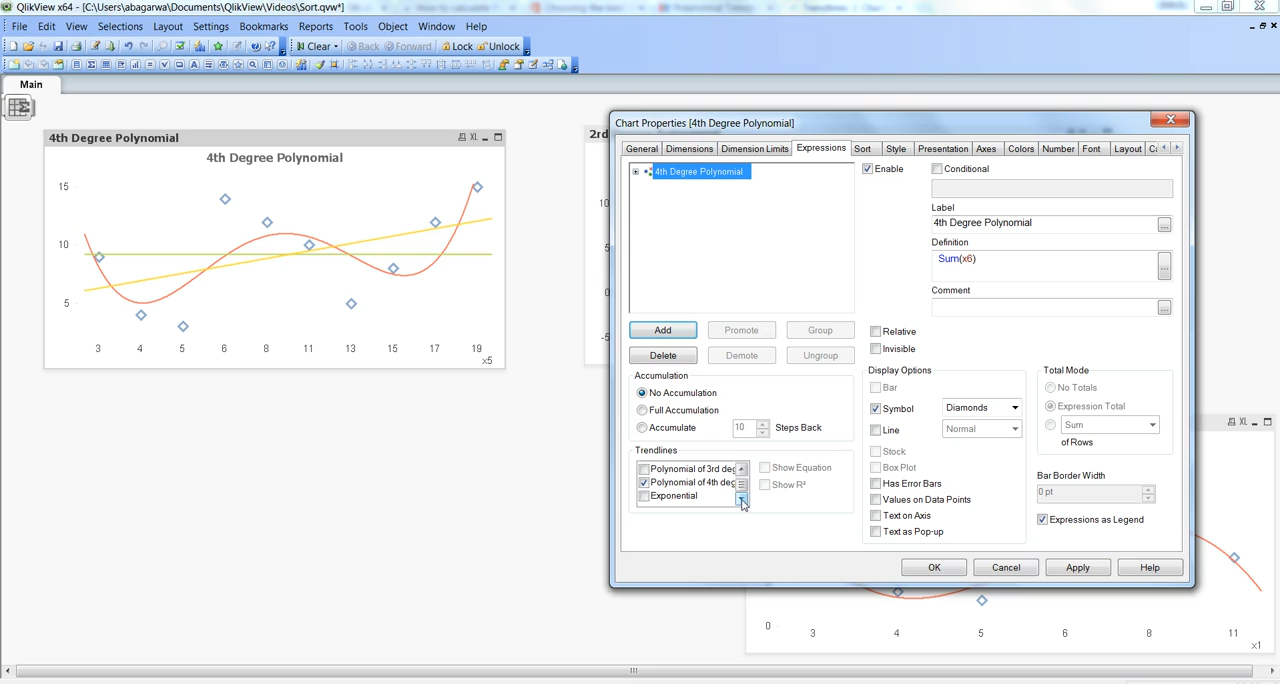 QlikView x64 - [C:\Users\abagarwa\Documents\QlikView\Videos\Sort.qvw*]
File Edit View Selections Layout Settings Bookmarks Reports Tools Object Window Help
Clear Back Forward Lock Unlock
Main
4th Degree Polynomial XL
4th Degree Polynomial
15
10
5
3 4 5 6 8 11 13 15 17 19
x5
2rd
10
5
0
-5
Chart Properties [4th Degree Polynomial]
General Dimensions Dimension Limits Expressions Sort Style Presentation Axes Colors Number Font Layout Ca
4th Degree Polynomial
Enable
Conditional
Label
4th Degree Polynomial ...
Definition
Sum(x6) ...
Comment
...
Add Promote Group
Delete Demote Ungroup
Relative
Invisible
Accumulation
No Accumulation
Full Accumulation
Accumulate 10 Steps Back
Trendlines
Polynomial of 3rd deg
Polynomial of 4th deg
Exponential
Show Equation
Show R²
Display Options
Bar
Symbol Diamonds
Line Normal
Stock
Box Plot
Has Error Bars
Values on Data Points
Text on Axis
Text as Pop-up
Total Mode
No Totals
Expression Total
Sum
of Rows
Bar Border Width
0 pt
Expressions as Legend
OK Cancel Apply Help
XL
0
3 4 5 6 8 11
x1